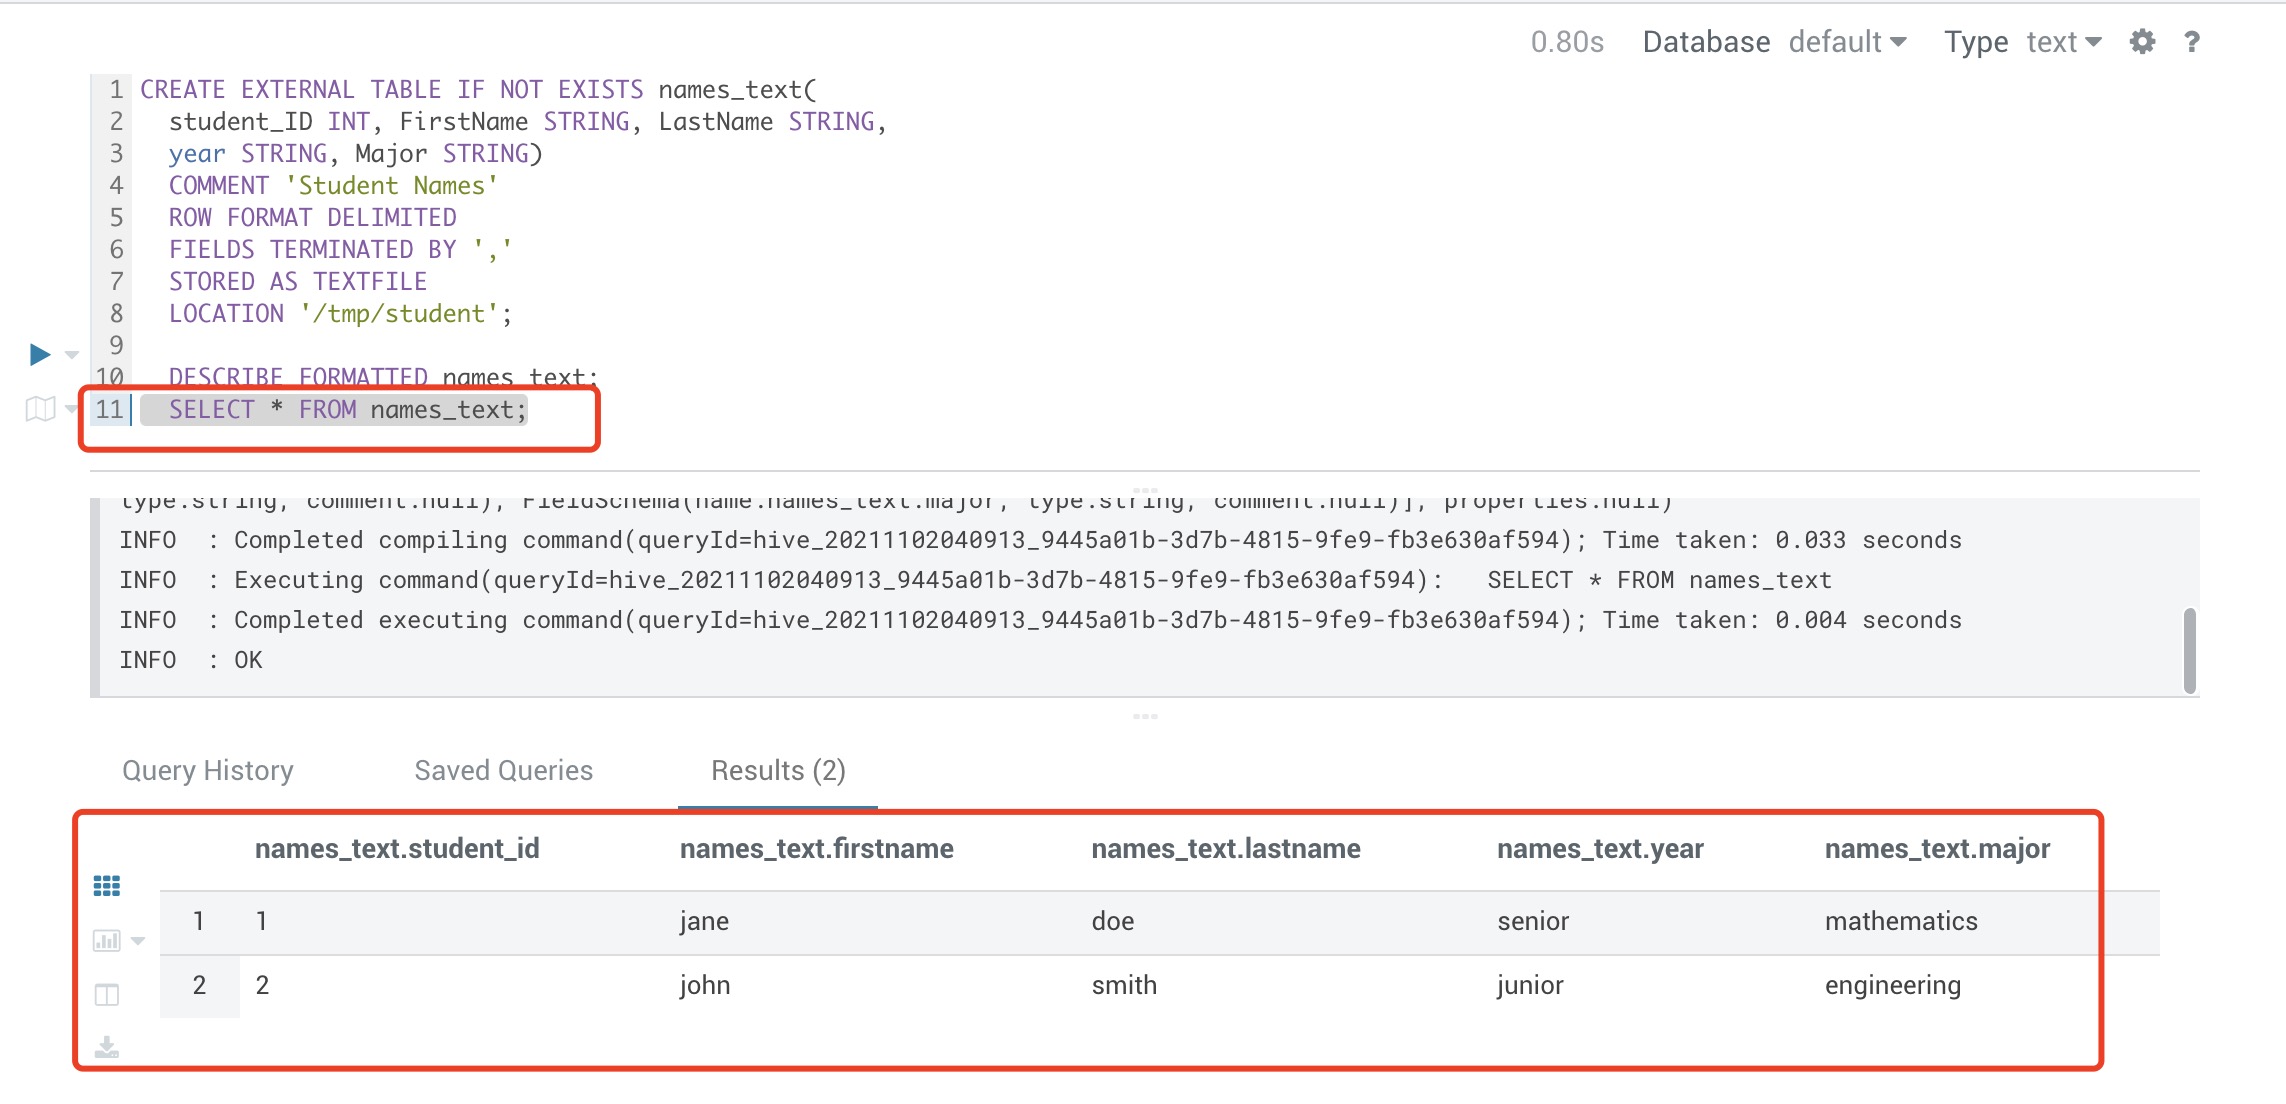 0.80s Database default Type text ?
1 CREATE EXTERNAL TABLE IF NOT EXISTS names_text(
2 student_ID INT, FirstName STRING, LastName STRING,
3 year STRING, Major STRING)
4 COMMENT 'Student Names'
5 ROW FORMAT DELIMITED
6 FIELDS TERMINATED BY ','
7 STORED AS TEXTFILE
8 LOCATION '/tmp/student';
9
10 DESCRIBE FORMATTED names_text;
11 SELECT * FROM names_text;
type:string, comment:null), FieldSchema(name:names_text.major, type:string, comment:null)], properties:null)
INFO : Completed compiling command(queryId=hive_20211102040913_9445a01b-3d7b-4815-9fe9-fb3e630af594); Time taken: 0.033 seconds
INFO : Executing command(queryId=hive_20211102040913_9445a01b-3d7b-4815-9fe9-fb3e630af594): SELECT * FROM names_text
INFO : Completed executing command(queryId=hive_20211102040913_9445a01b-3d7b-4815-9fe9-fb3e630af594); Time taken: 0.004 seconds
INFO : OK
Query History Saved Queries Results (2)
names_text.student_id names_text.firstname names_text.lastname names_text.year names_text.major
1 1 jane doe senior mathematics
2 2 john smith junior engineering